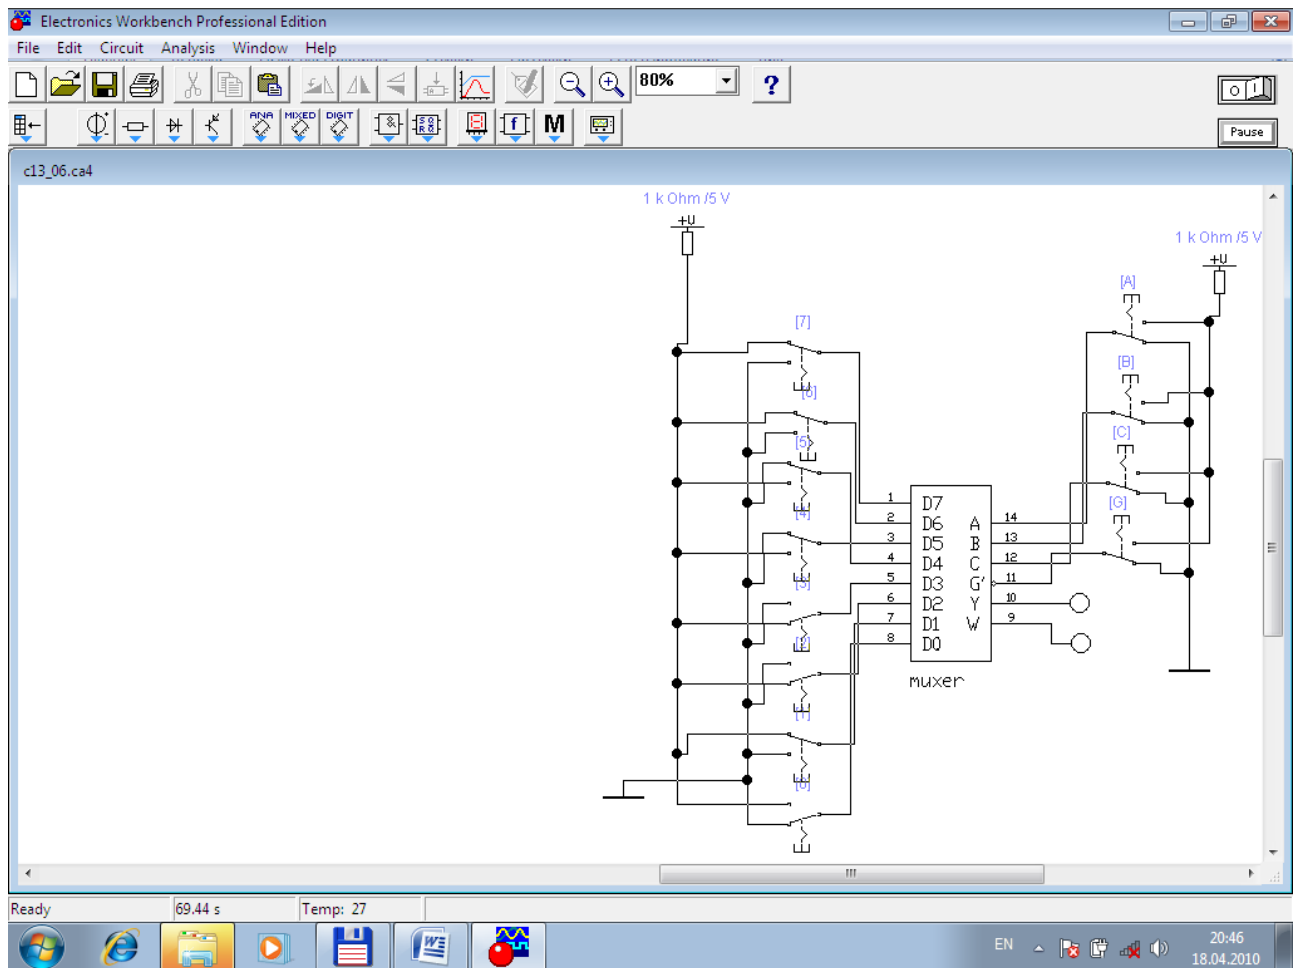 Electronics Workbench Professional Edition
File Edit Circuit Analysis Window Help
80%
?
ANA MIXED DIGIT
M
Pause
c13_06.ca4
1 k Ohm /5 V
+U
1 k Ohm /5 V
+U
[A]
[7]
[B]
[6]
[C]
[5]
[G]
[4]
1 D7
2 D6 A 14
3 D5 B 13
4 D4 C 12
5 D3 G' 11
6 D2 Y 10
7 D1 W 9
8 D0
[3]
[2]
muxer
[1]
[0]
Ready 69.44 s Temp: 27
EN 20:46
18.04.2010